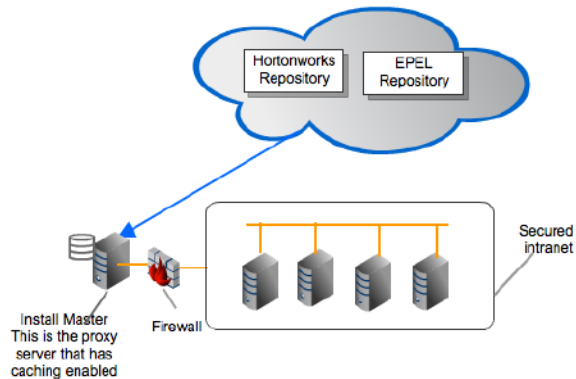 Hortonworks
Repository
EPEL
Repository
Secured
intranet
Install Master
This is the proxy
server that has
caching enabled
Firewall